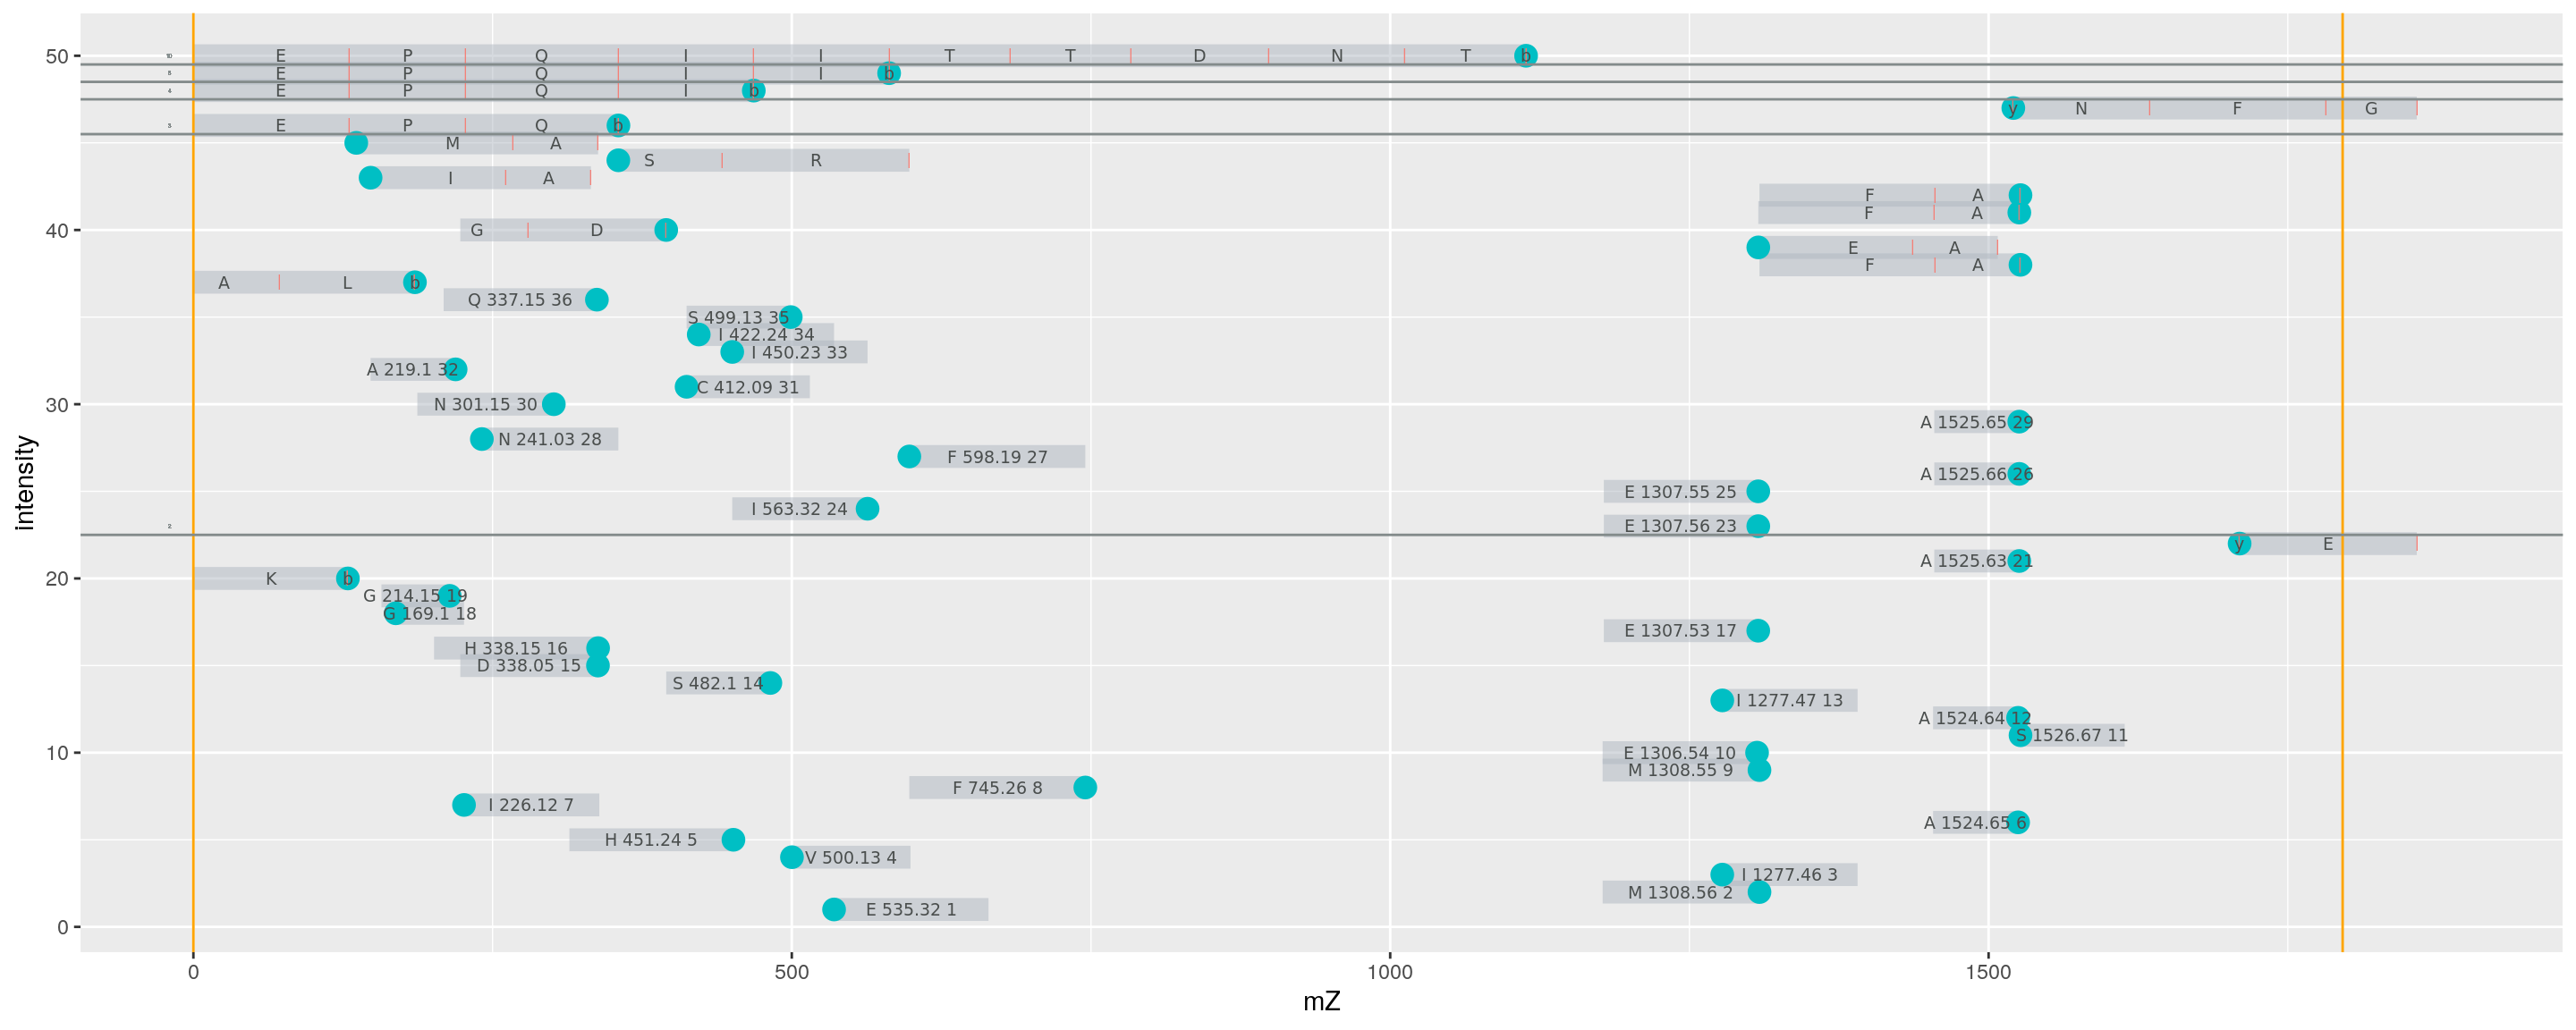 50 10 E P Q I I T T D N T b
8 E P Q I I b
4 E P Q I b
y N F G
3 E P Q b
M A
S R
I A
F A
F A
40 G D
E A
F A
A L b
Q 337.15 36
S 499.13 35
I 422.24 34
I 450.23 33
A 219.1 32
C 412.09 31
30 N 301.15 30
A 1525.65 29
N 241.03 28
F 598.19 27
A 1525.66 26
E 1307.55 25
I 563.32 24
2 E 1307.56 23
y E
A 1525.63 21
20 K b
G 214.15 19
G 169.1 18
E 1307.53 17
H 338.15 16
D 338.05 15
S 482.1 14
I 1277.47 13
A 1524.64 12
S 1526.67 11
10 E 1306.54 10
M 1308.55 9
F 745.26 8
I 226.12 7
A 1524.65 6
H 451.24 5
V 500.13 4
I 1277.46 3
M 1308.56 2
E 535.32 1
0
0 500 1000 1500
mZ
intensity